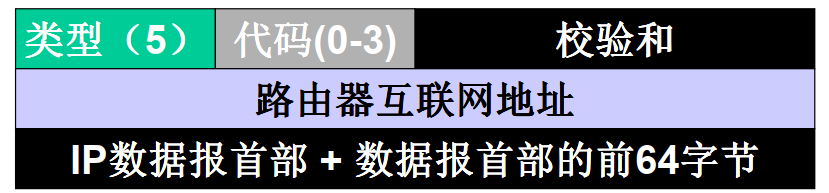 类型（5） 代码(0-3) 校验和
路由器互联网地址
IP数据报首部 + 数据报首部的前64字节